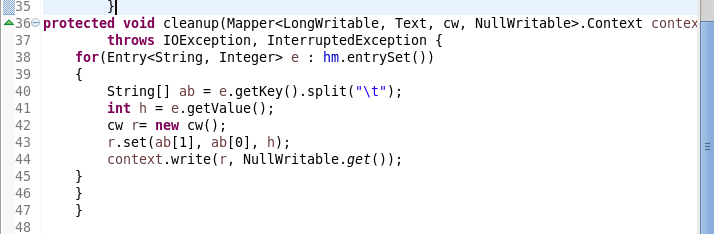 35 }
36 protected void cleanup(Mapper<LongWritable, Text, cw, NullWritable>.Context contex
37 throws IOException, InterruptedException {
38 for(Entry<String, Integer> e : hm.entrySet())
39 {
40 String[] ab = e.getKey().split("\t");
41 int h = e.getValue();
42 cw r= new cw();
43 r.set(ab[1], ab[0], h);
44 context.write(r, NullWritable.get());
45 }
46 }
47 }
48